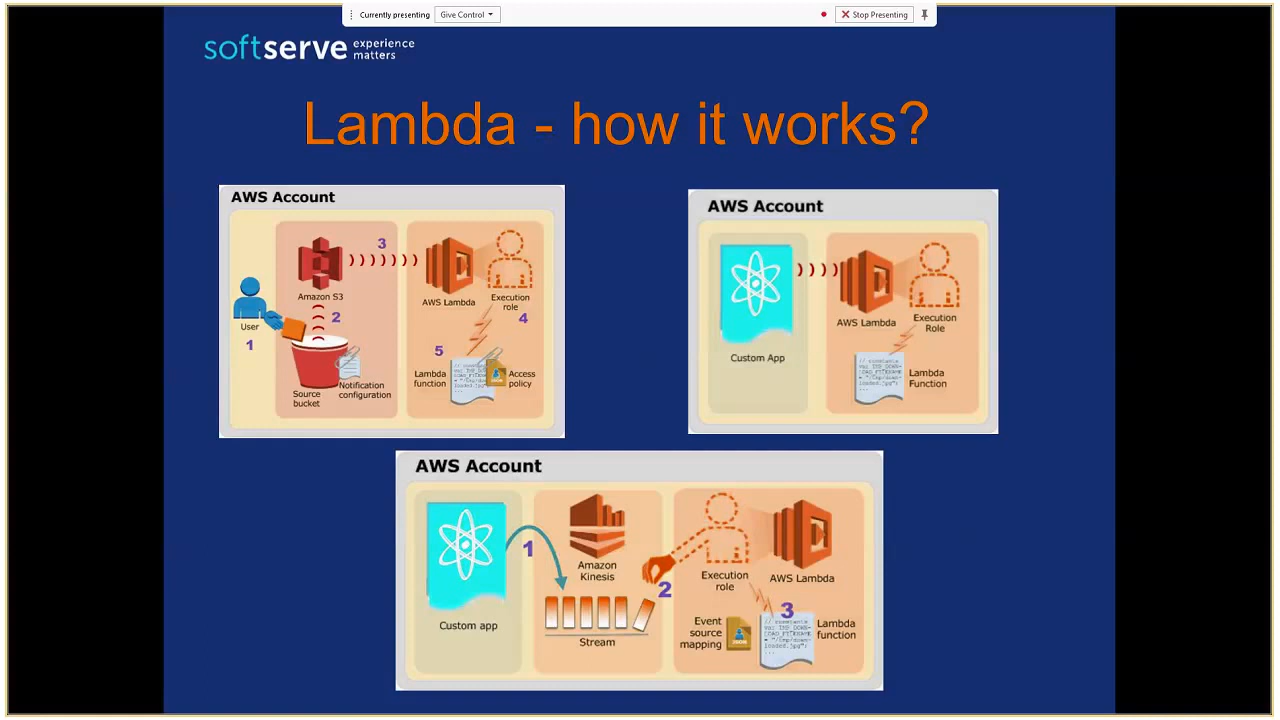 Currently presenting
Give Control
Stop Presenting
softserve experience
matters
Lambda - how it works?
AWS Account
3
Amazon S3
AWS Lambda
Execution
role
2
4
User
1
5
Lambda
function
Access
policy
Notification
configuration
Source
bucket
AWS Account
Custom App
AWS Lambda
Execution
Role
// constants
Lambda
Function
AWS Account
1
Amazon
Kinesis
Custom app
Stream
2
Execution
role
AWS Lambda
3
Event
source
mapping
// constants
Lambda
function